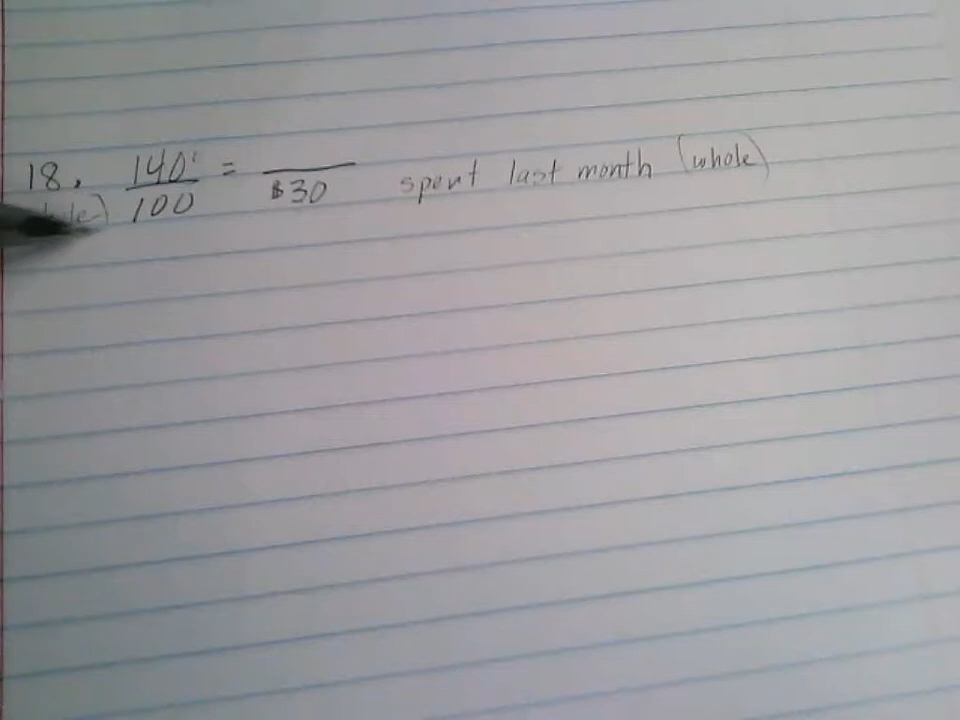 18. 140 = ___ spent last month (whole)
100 $30